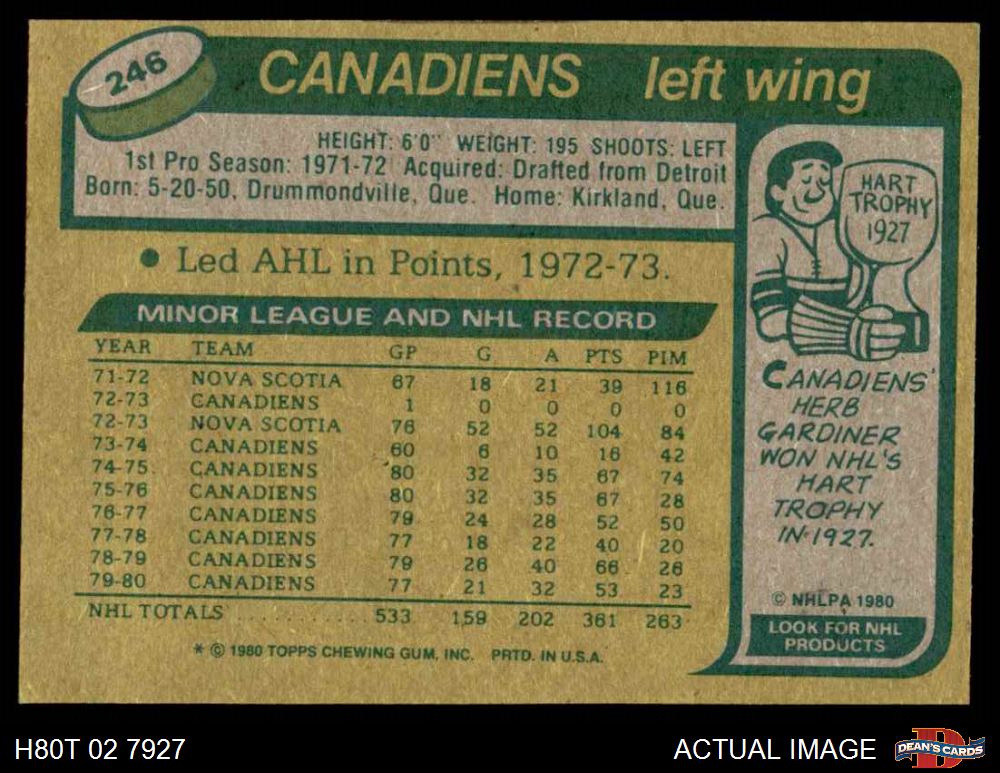 246
CANADIENS left wing
HEIGHT: 6'0" WEIGHT: 195 SHOOTS: LEFT
1st Pro Season: 1971-72 Acquired: Drafted from Detroit
Born: 5-20-50, Drummondville, Que. Home: Kirkland, Que.
• Led AHL in Points, 1972-73.
MINOR LEAGUE AND NHL RECORD
YEAR TEAM GP G A PTS PIM
71-72 NOVA SCOTIA 67 18 21 39 116
72-73 CANADIENS 1 0 0 0 0
72-73 NOVA SCOTIA 76 52 52 104 84
73-74 CANADIENS 60 6 10 16 42
74-75 CANADIENS 80 32 35 67 74
75-76 CANADIENS 80 32 35 67 28
76-77 CANADIENS 79 24 28 52 50
77-78 CANADIENS 77 18 22 40 20
78-79 CANADIENS 79 26 40 66 26
79-80 CANADIENS 77 21 32 53 23
NHL TOTALS .......... 533 159 202 361 263
* © 1980 TOPPS CHEWING GUM, INC. PRTD. IN U.S.A.
HART
TROPHY
1927
CANADIENS'
HERB
GARDINER
WON NHL'S
HART
TROPHY
IN 1927.
© NHLPA 1980
LOOK FOR NHL
PRODUCTS
H80T 02 7927
ACTUAL IMAGE
D
DEAN'S CARDS